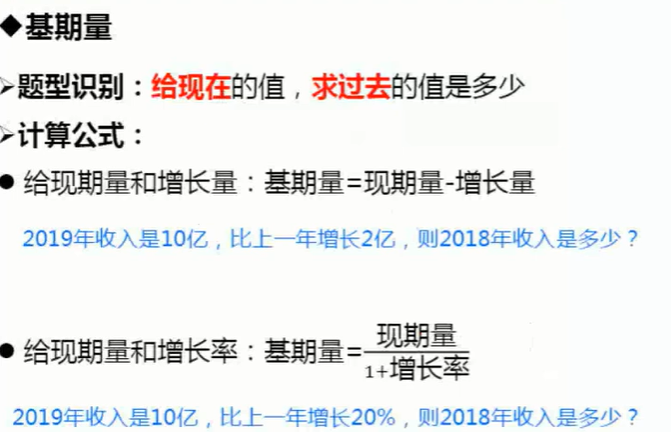 ◆基期量
➢题型识别：给现在的值，求过去的值是多少
➢计算公式：
● 给现期量和增长量：基期量=现期量-增长量
2019年收入是10亿，比上一年增长2亿，则2018年收入是多少？
● 给现期量和增长率：基期量=现期量/1+增长率
2019年收入是10亿，比上一年增长20%，则2018年收入是多少？